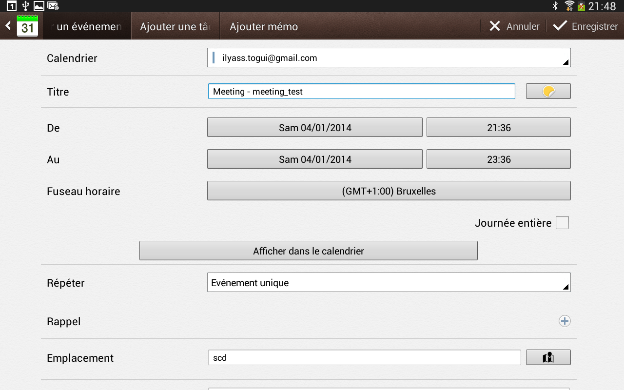 1 21:48
31 un événemen Ajouter une tâ Ajouter mémo Annuler Enregistrer
Calendrier ilyass.togui@gmail.com
Titre Meeting - meeting_test
De Sam 04/01/2014 21:36
Au Sam 04/01/2014 23:36
Fuseau horaire (GMT+1:00) Bruxelles
Journée entière
Afficher dans le calendrier
Répéter Evénement unique
Rappel
Emplacement scd